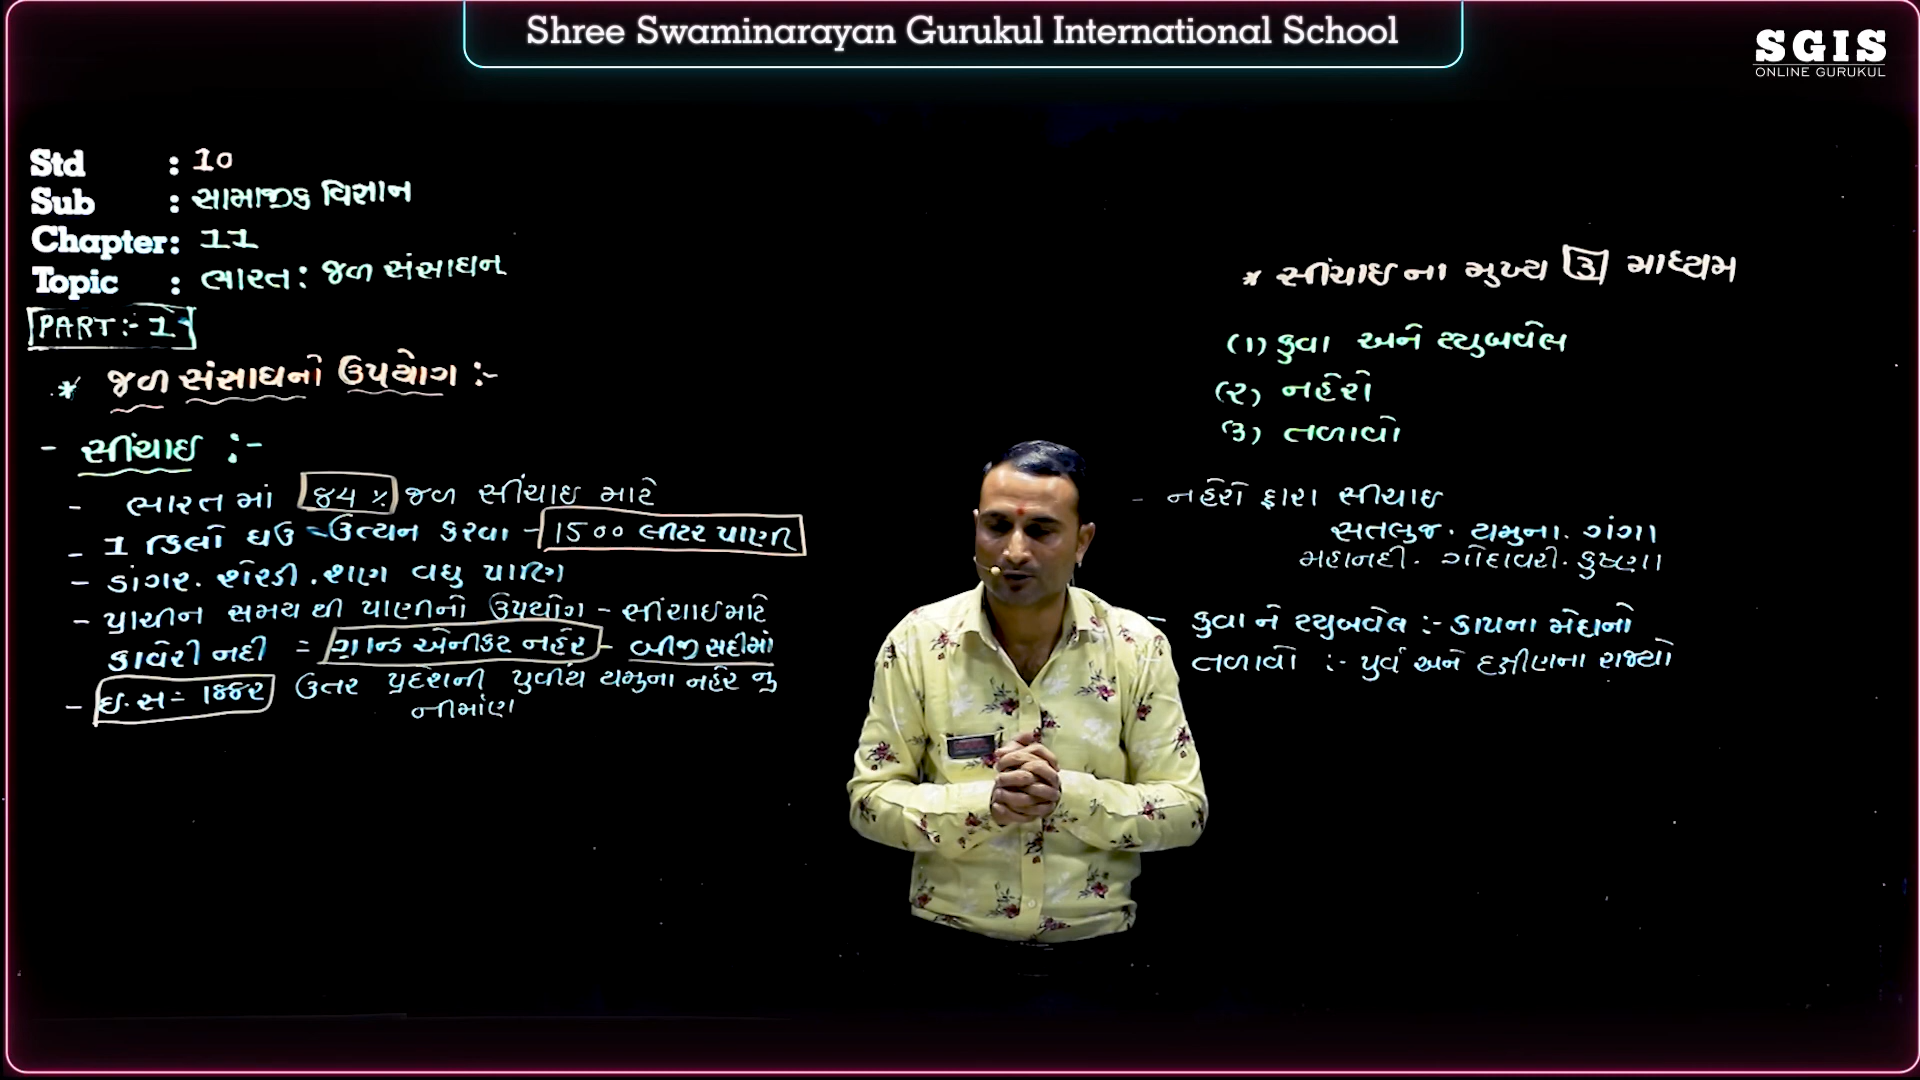 Shree Swaminarayan Gurukul International School
SGIS
ONLINE GURUKUL
Std : 10
Sub : સામાજીક વિજ્ઞાન
Chapter: 11
Topic : ભારત: જળ સંસાધન
PART:- 1
* જળ સંસાધનો ઉપયોગ :-
- સીંચાઇ :-
- ભારત માં 84 % જળ સીંચાઇ માટે
- 1 કિલો ઘઉ - ઉત્પન કરવા - 1500 લીટર પાણી
- ડાંગર. શેરડી. શણ વધુ પાણિ
- પ્રાચીન સમય થી પાણીનો ઉપયોગ - સીંચાઇ માટે
કાવેરી નદી = ગ્રાન્ડ એનીકટ નહેર - બીજી સદીમાં
- ઇ.સ = 1882 ઉતર પ્રદેશની પુર્વીય યમુના નહેર નુ
નીર્માણ
* સીંચાઇ ના મુખ્ય 3 માધ્યમ
(1) કુવા અને ટ્યુબવેલ
(2) નહેરો
3) તળાવો
- નહેરો દ્વારા સીચાઇ
સતલુજ. યમુના. ગંગા
મહાનદી. ગોદાવરી. કૃષ્ણા
- કુવા ને ટયુબવેલ :- કાપના મેદાનો
- તળાવો :- પુર્વ અને દક્ષીણના રાજ્યો